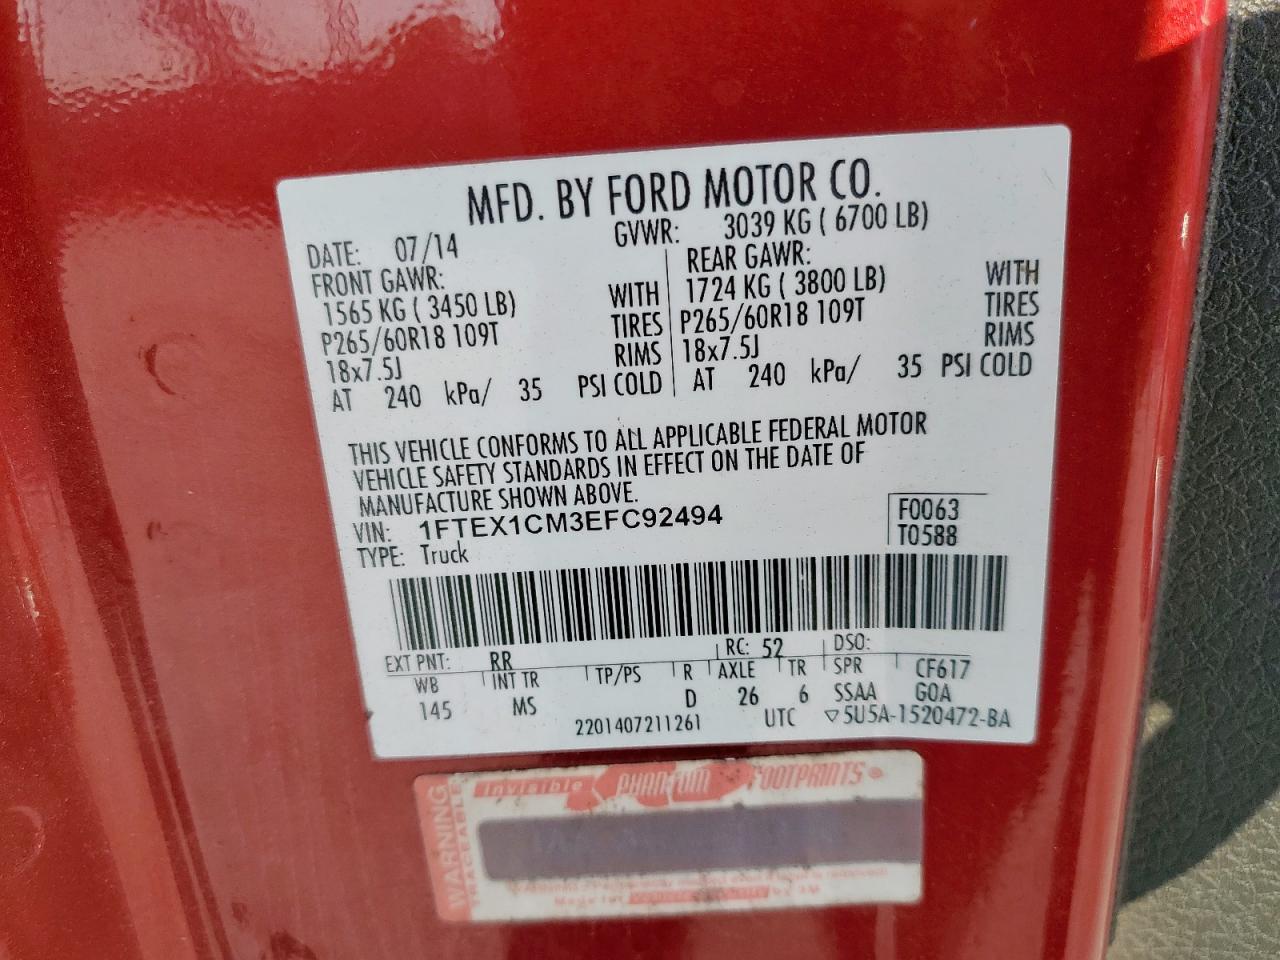 MFD. BY FORD MOTOR CO.
DATE: 07/14 GVWR: 3039 KG ( 6700 LB)
FRONT GAWR: REAR GAWR:
1565 KG ( 3450 LB) WITH 1724 KG ( 3800 LB) WITH
P265/60R18 109T TIRES P265/60R18 109T TIRES
18x7.5J RIMS 18x7.5J RIMS
AT 240 kPa/ 35 PSI COLD AT 240 kPa/ 35 PSI COLD
THIS VEHICLE CONFORMS TO ALL APPLICABLE FEDERAL MOTOR
VEHICLE SAFETY STANDARDS IN EFFECT ON THE DATE OF
MANUFACTURE SHOWN ABOVE.
VIN: 1FTEX1CM3EFC92494 F0063
TYPE: Truck T0588
EXT PNT: RR RC: 52 DSO:
WB INT TR TP/PS R AXLE TR SPR CF617
145 MS D 26 6 SSAA GOA
2201407211261 UTC ▽5U5A-1520472-BA
WARNING
TRACTABLE
Invisible PHANTOM FOOTPRINTS